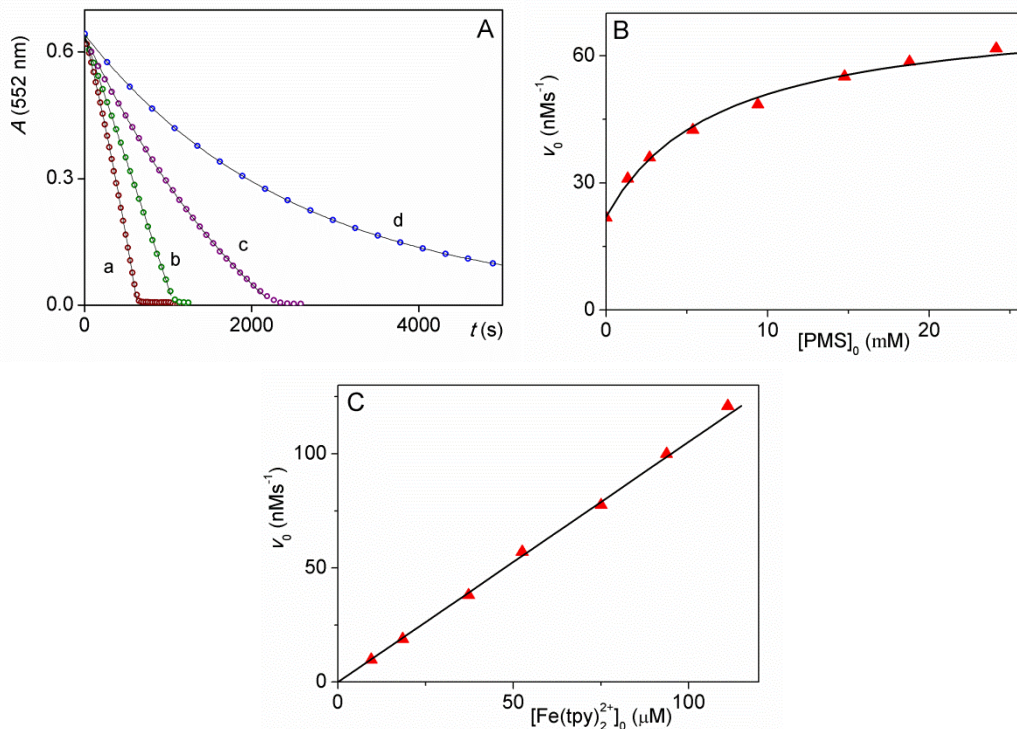 A
0.6
0.3
0.0
A (552 nm)
a
b
c
d
0
2000
4000
t (s)
B
60
30
0
v₀ (nMs⁻¹)
0
10
20
[PMS]₀ (mM)
C
100
50
0
v₀ (nMs⁻¹)
0
50
100
[Fe(tpy)₂²⁺]₀ (μM)